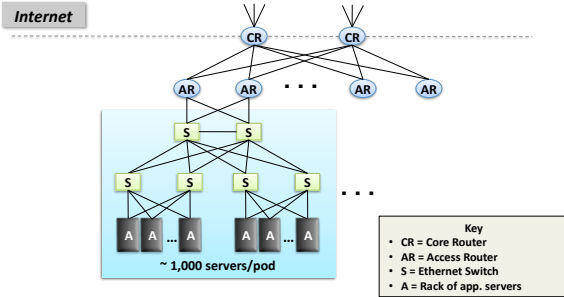 Internet
CR CR
AR AR . . . AR AR
S S
S S S S . . .
A A ... A A A ... A
~ 1,000 servers/pod
Key
• CR = Core Router
• AR = Access Router
• S = Ethernet Switch
• A = Rack of app. servers